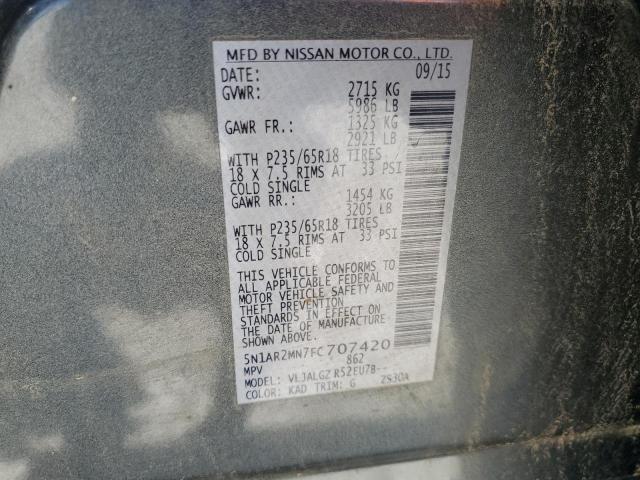 MFD BY NISSAN MOTOR CO., LTD.
DATE: 09/15
GVWR: 2715 KG
5986 LB
GAWR FR.: 1325 KG
2921 LB
WITH P235/65R18 TIRES
18 X 7.5 RIMS AT 33 PSI
COLD SINGLE
GAWR RR.: 1454 KG
3205 LB
WITH P235/65R18 TIRES
18 X 7.5 RIMS AT 33 PSI
COLD SINGLE
THIS VEHICLE CONFORMS TO
ALL APPLICABLE FEDERAL
MOTOR VEHICLE SAFETY AND
THEFT PREVENTION
STANDARDS IN EFFECT ON
THE DATE OF MANUFACTURE
SHOWN ABOVE.
5N1AR2MN7FC707420
MPV 862
MODEL: VLJALGZ R52EU7B--
COLOR: KAD TRIM: G ZS30A